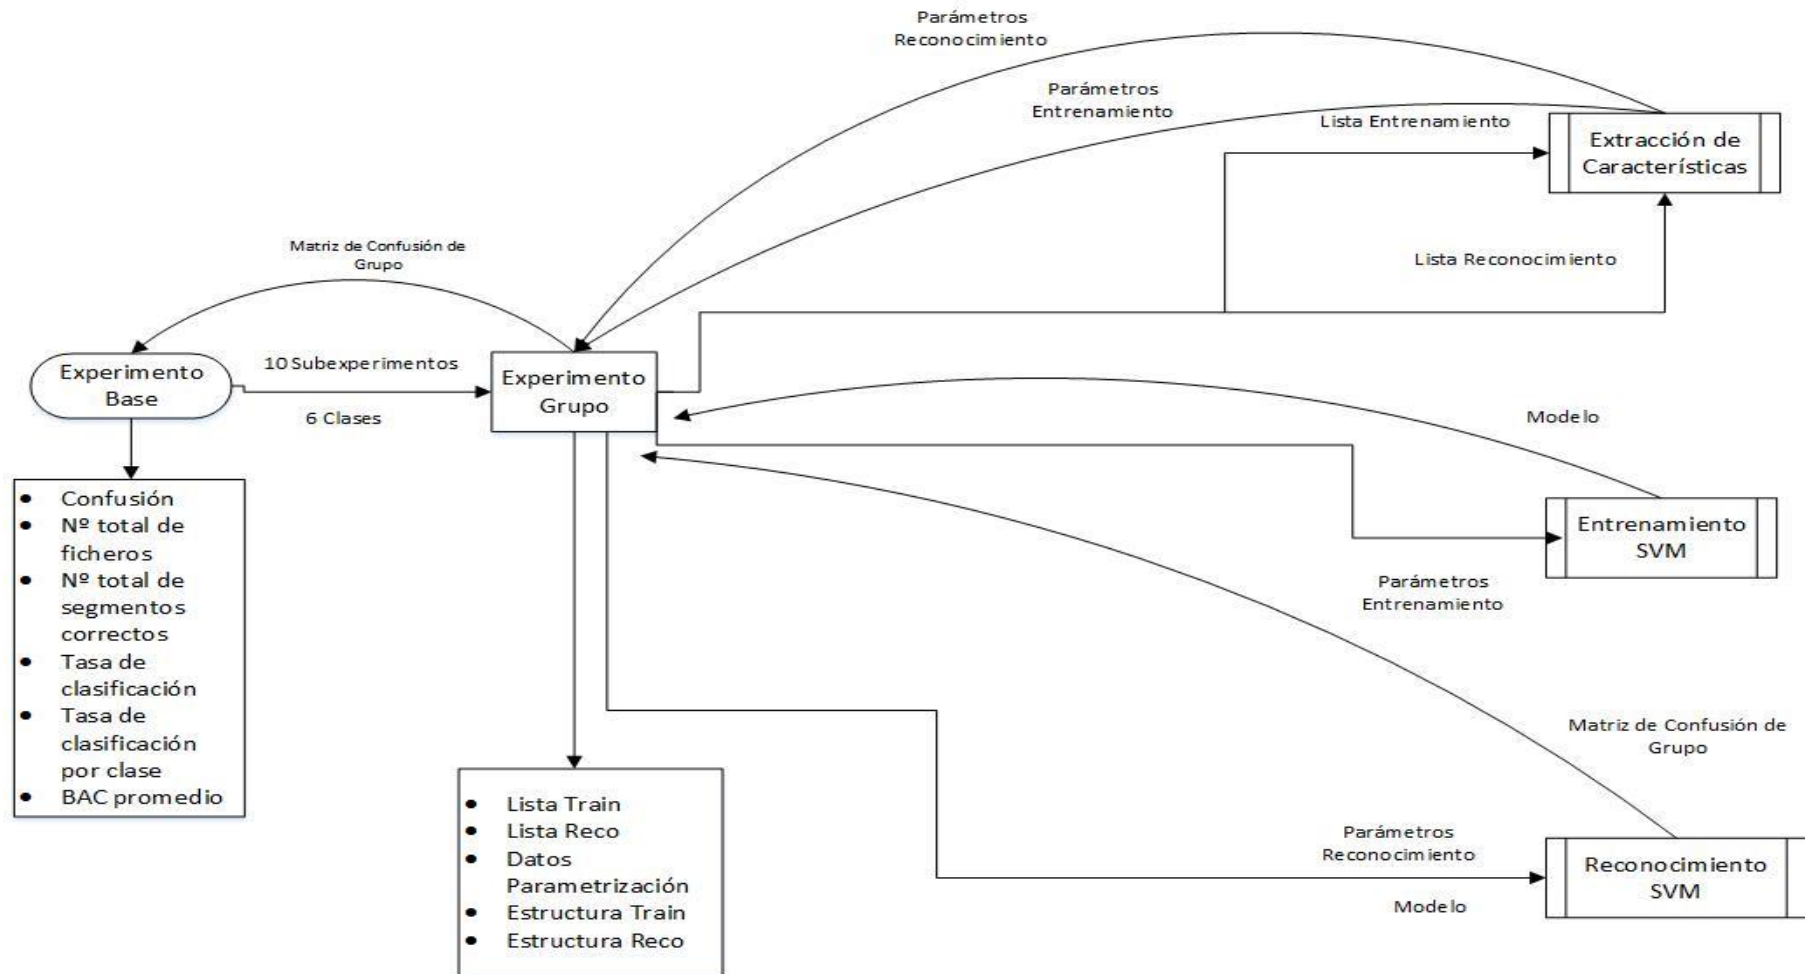 Parámetros
Reconocimiento
Parámetros
Entrenamiento
Lista Entrenamiento
Extracción de
Características
Matriz de Confusión de
Grupo
Lista Reconocimiento
Experimento
Base
10 Subexperimentos
6 Clases
Experimento
Grupo
Modelo
• Confusión
• Nº total de
ficheros
• Nº total de
segmentos
correctos
• Tasa de
clasificación
• Tasa de
clasificación
por clase
• BAC promedio
Entrenamiento
SVM
Parámetros
Entrenamiento
Matriz de Confusión de
Grupo
• Lista Train
• Lista Reco
• Datos
Parametrización
• Estructura Train
• Estructura Reco
Parámetros
Reconocimiento
Modelo
Reconocimiento
SVM